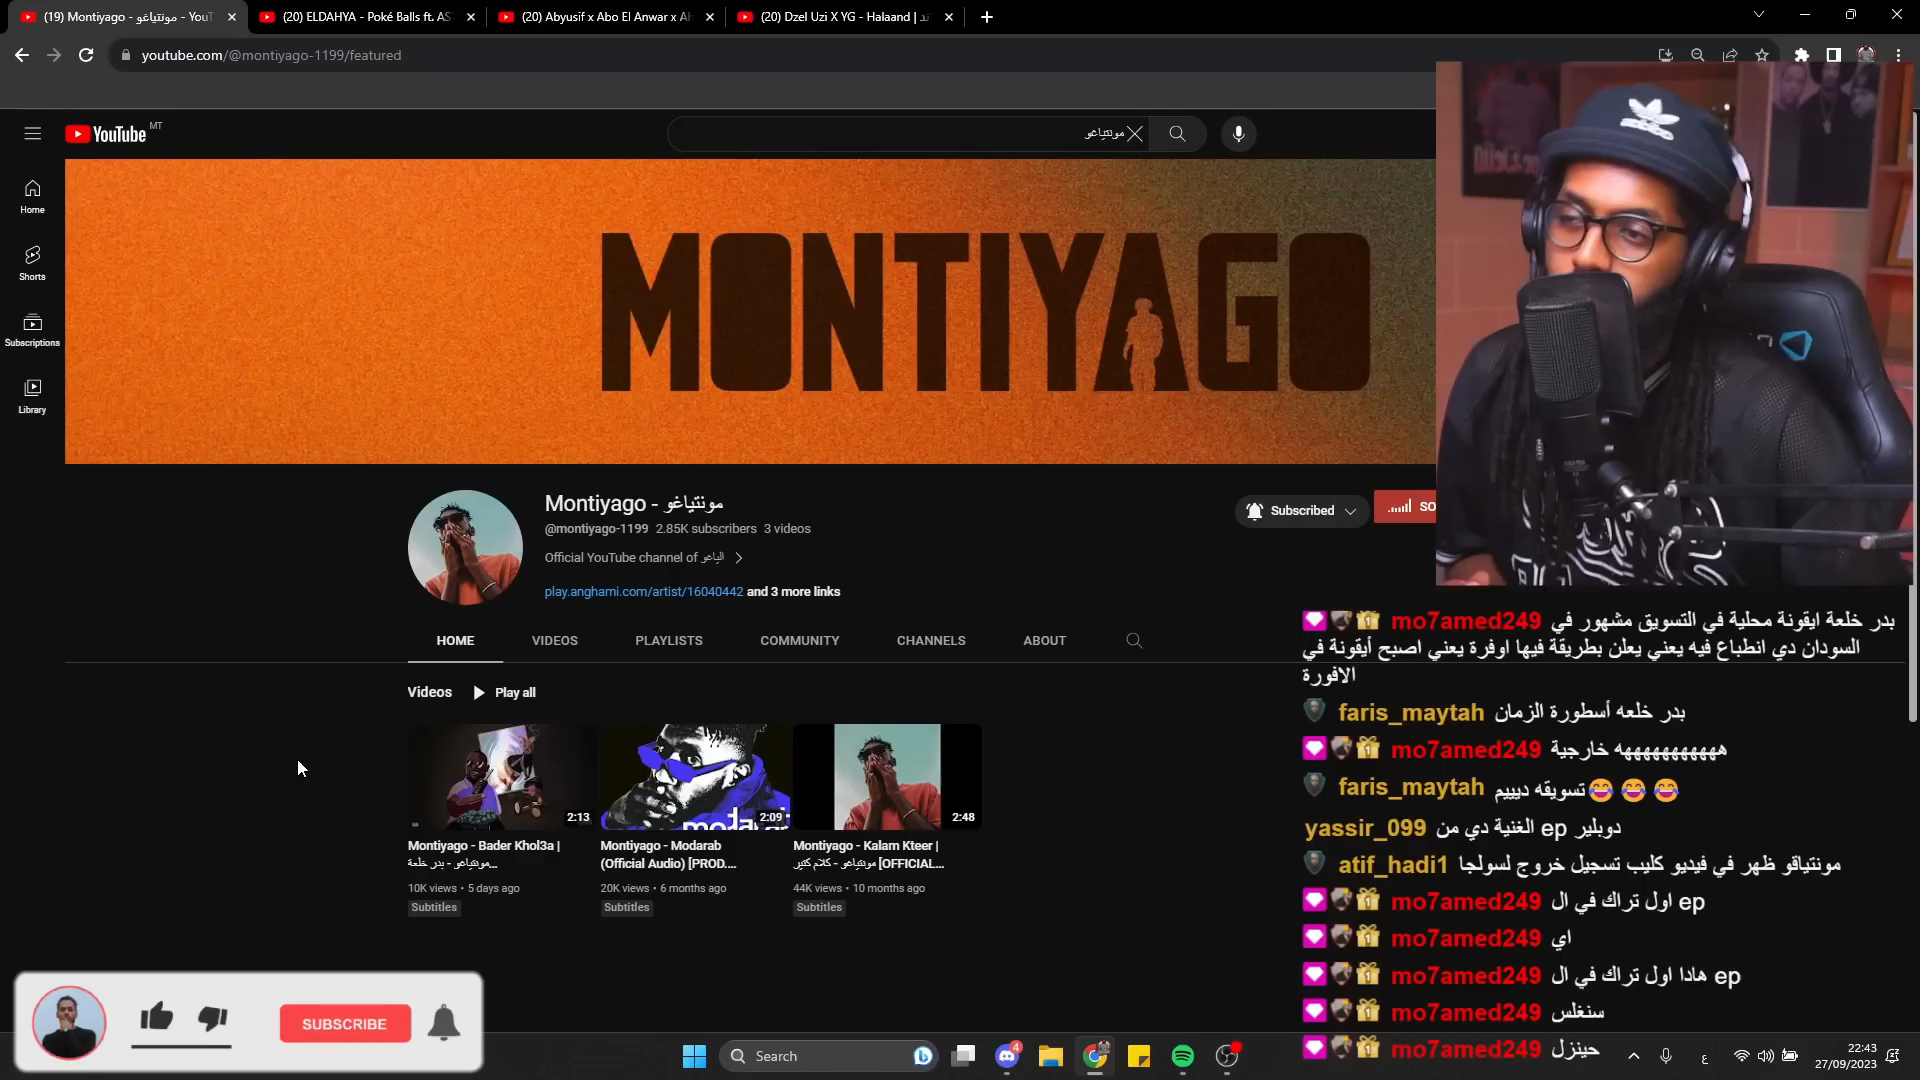 (19) Montiyago - مونتياغو - YouT
(20) ELDAHYA - Poké Balls ft. AS
(20) Abyusif x Abo El Anwar x Ah
(20) Dzel Uzi X YG - Halaand |
youtube.com/@montiyago-1199/featured
YouTube MT
مونتياغو
Home
Shorts
Subscriptions
Library
MONTIYAGO
Montiyago - مونتياغو
@montiyago-1199 2.85K subscribers 3 videos
Official YouTube channel of الياغو
play.anghami.com/artist/16040442 and 3 more links
Subscribed
SO
HOME VIDEOS PLAYLISTS COMMUNITY CHANNELS ABOUT
Videos Play all
2:13
2:09
2:48
modarab
Montiyago - Bader Khol3a |
مونتياغو - بدر خلعة...
10K views • 5 days ago
Subtitles
Montiyago - Modarab
(Official Audio) [PROD....
20K views • 6 months ago
Subtitles
Montiyago - Kalam Kteer |
مونتياغو - كلام كتير [OFFICIAL...
44K views • 10 months ago
Subtitles
mo7amed249 بدر خلعة ايقونة محلية في التسويق مشهور في
السودان دي انطباع فيه يعني يعلن بطريقة فيها اوفرة يعني اصبح أيقونة في
الافورة
faris_maytah بدر خلعه أسطورة الزمان
mo7amed249 هههههههههههه خارجية
faris_maytah تسويقه ديييم😂😂😂
yassir_099 دوبلير ep الغنية دي من
atif_hadi1 مونتياقو ظهر في فيديو كليب تسجيل خروج لسولجا
mo7amed249 اول تراك في ال ep
mo7amed249 اي
mo7amed249 هادا اول تراك في ال ep
mo7amed249 سنغلس
mo7amed249 حينزل
SUBSCRIBE
Search
4
ع
22:43
27/09/2023